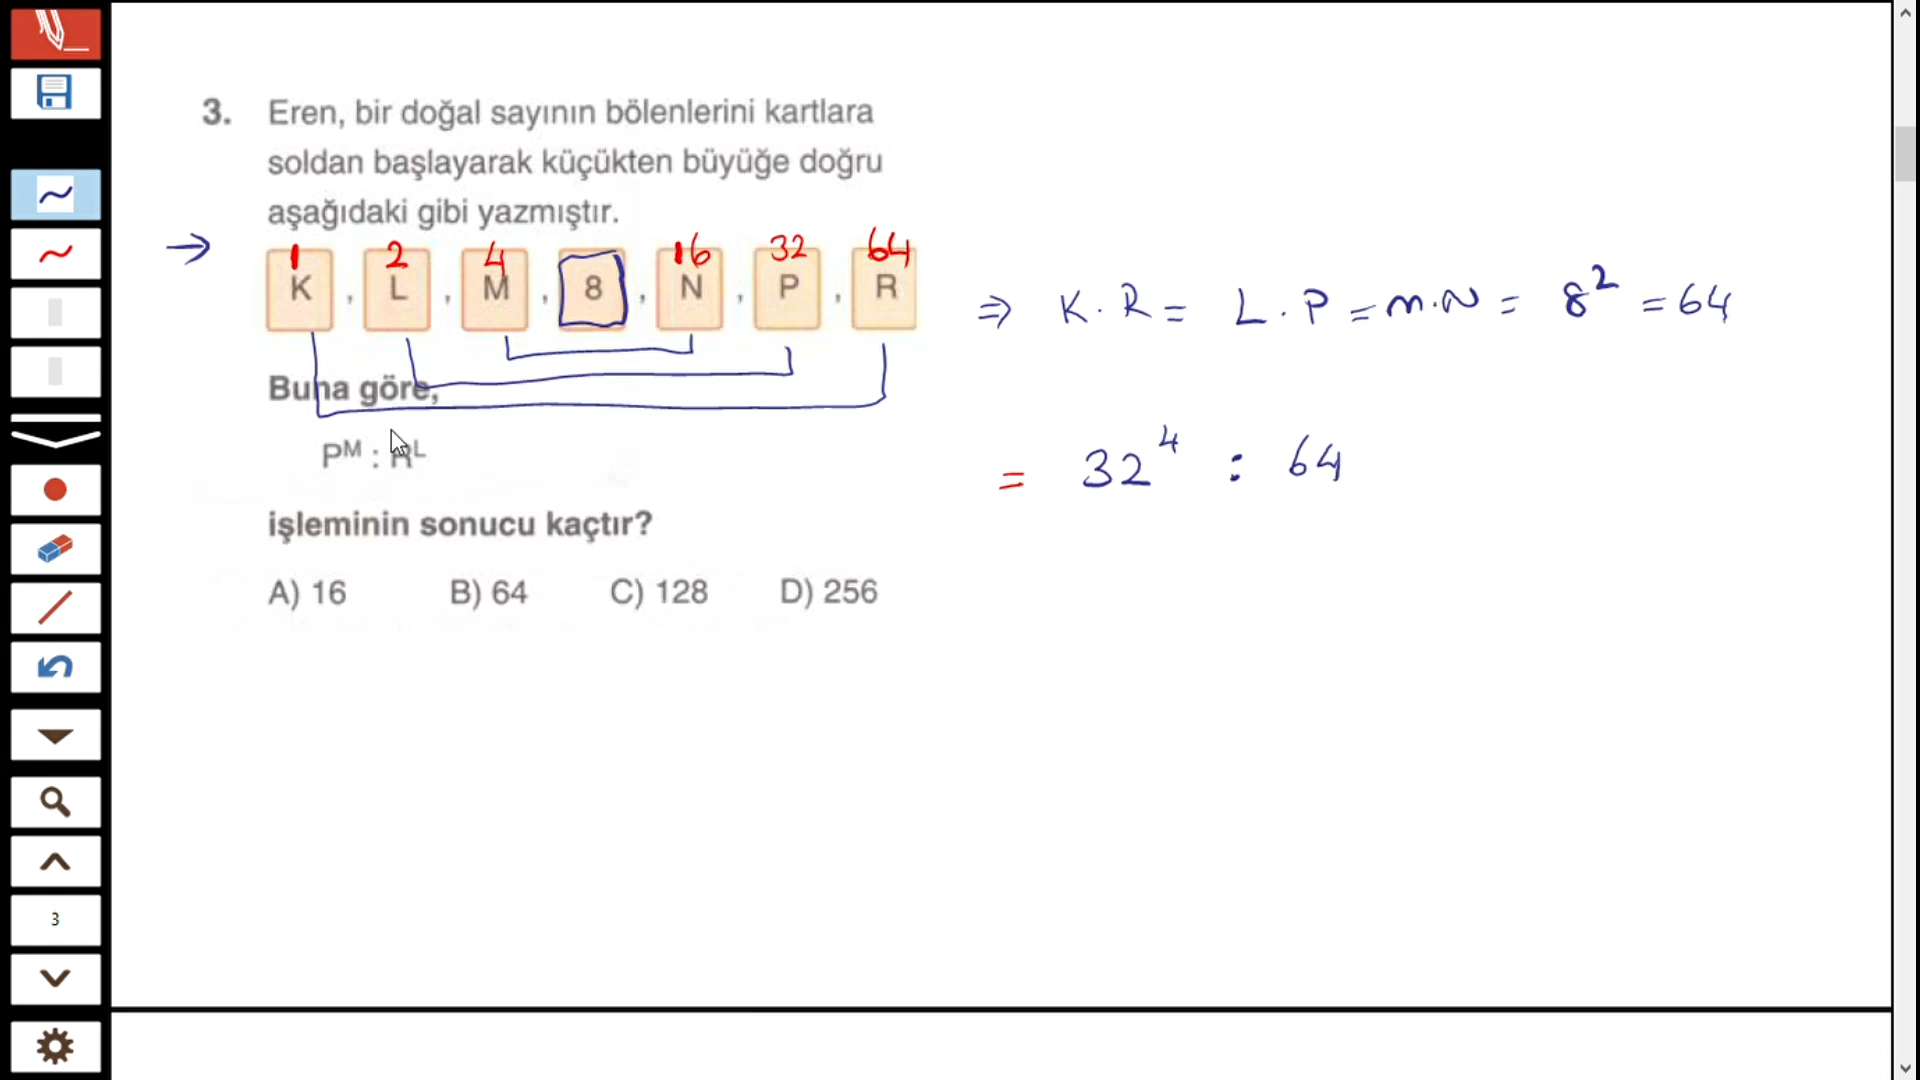 3. Eren, bir doğal sayının bölenlerini kartlara
soldan başlayarak küçükten büyüğe doğru
aşağıdaki gibi yazmıştır.
→ 1 2 4 16 32 64
K , L , M , 8 , N , P , R
⇒ K . R = L . P = M . N = 8² = 64
Buna göre,
Pᴹ : Rᴸ
= 32⁴ : 64
işleminin sonucu kaçtır?
A) 16 B) 64 C) 128 D) 256
3